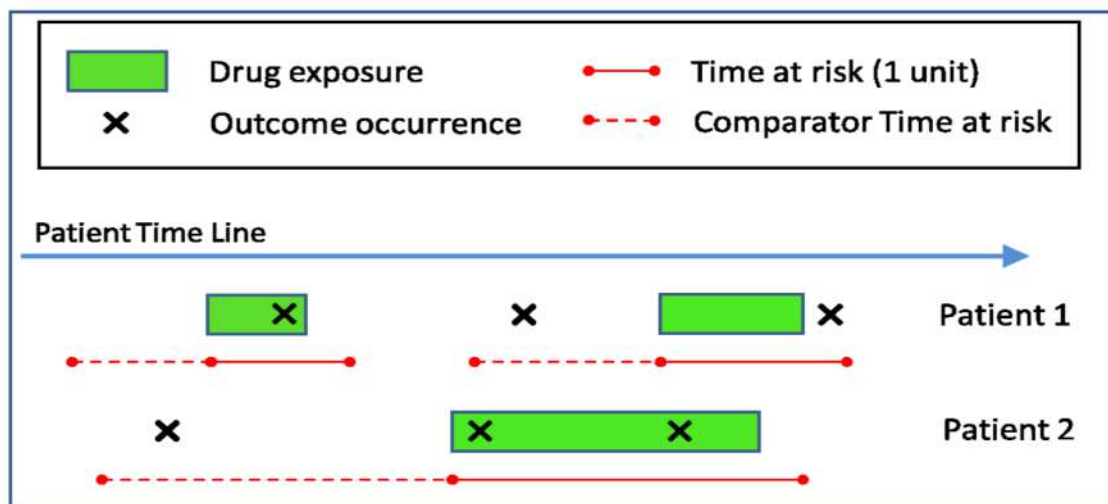 Drug exposure
Time at risk (1 unit)
Outcome occurrence
Comparator Time at risk
Patient Time Line
Patient 1
Patient 2